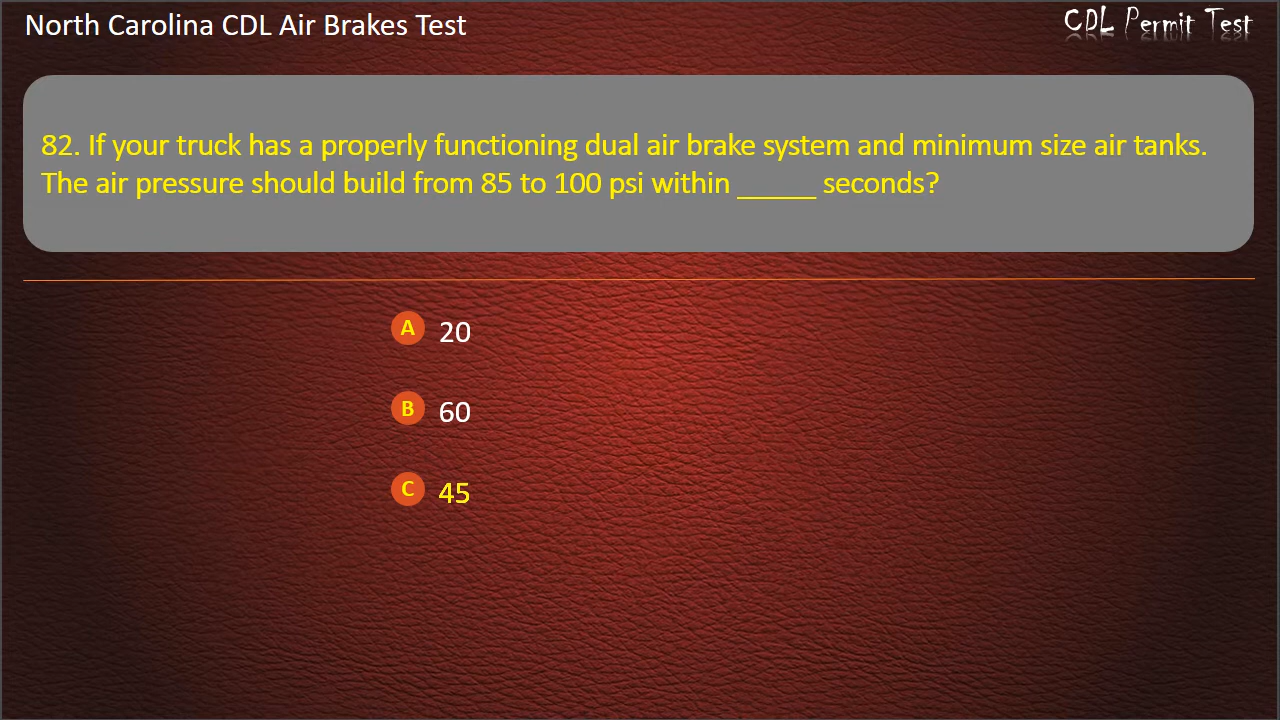 North Carolina CDL Air Brakes Test
CDL Permit Test
82. If your truck has a properly functioning dual air brake system and minimum size air tanks.
The air pressure should build from 85 to 100 psi within ______ seconds?
A 20
B 60
C 45